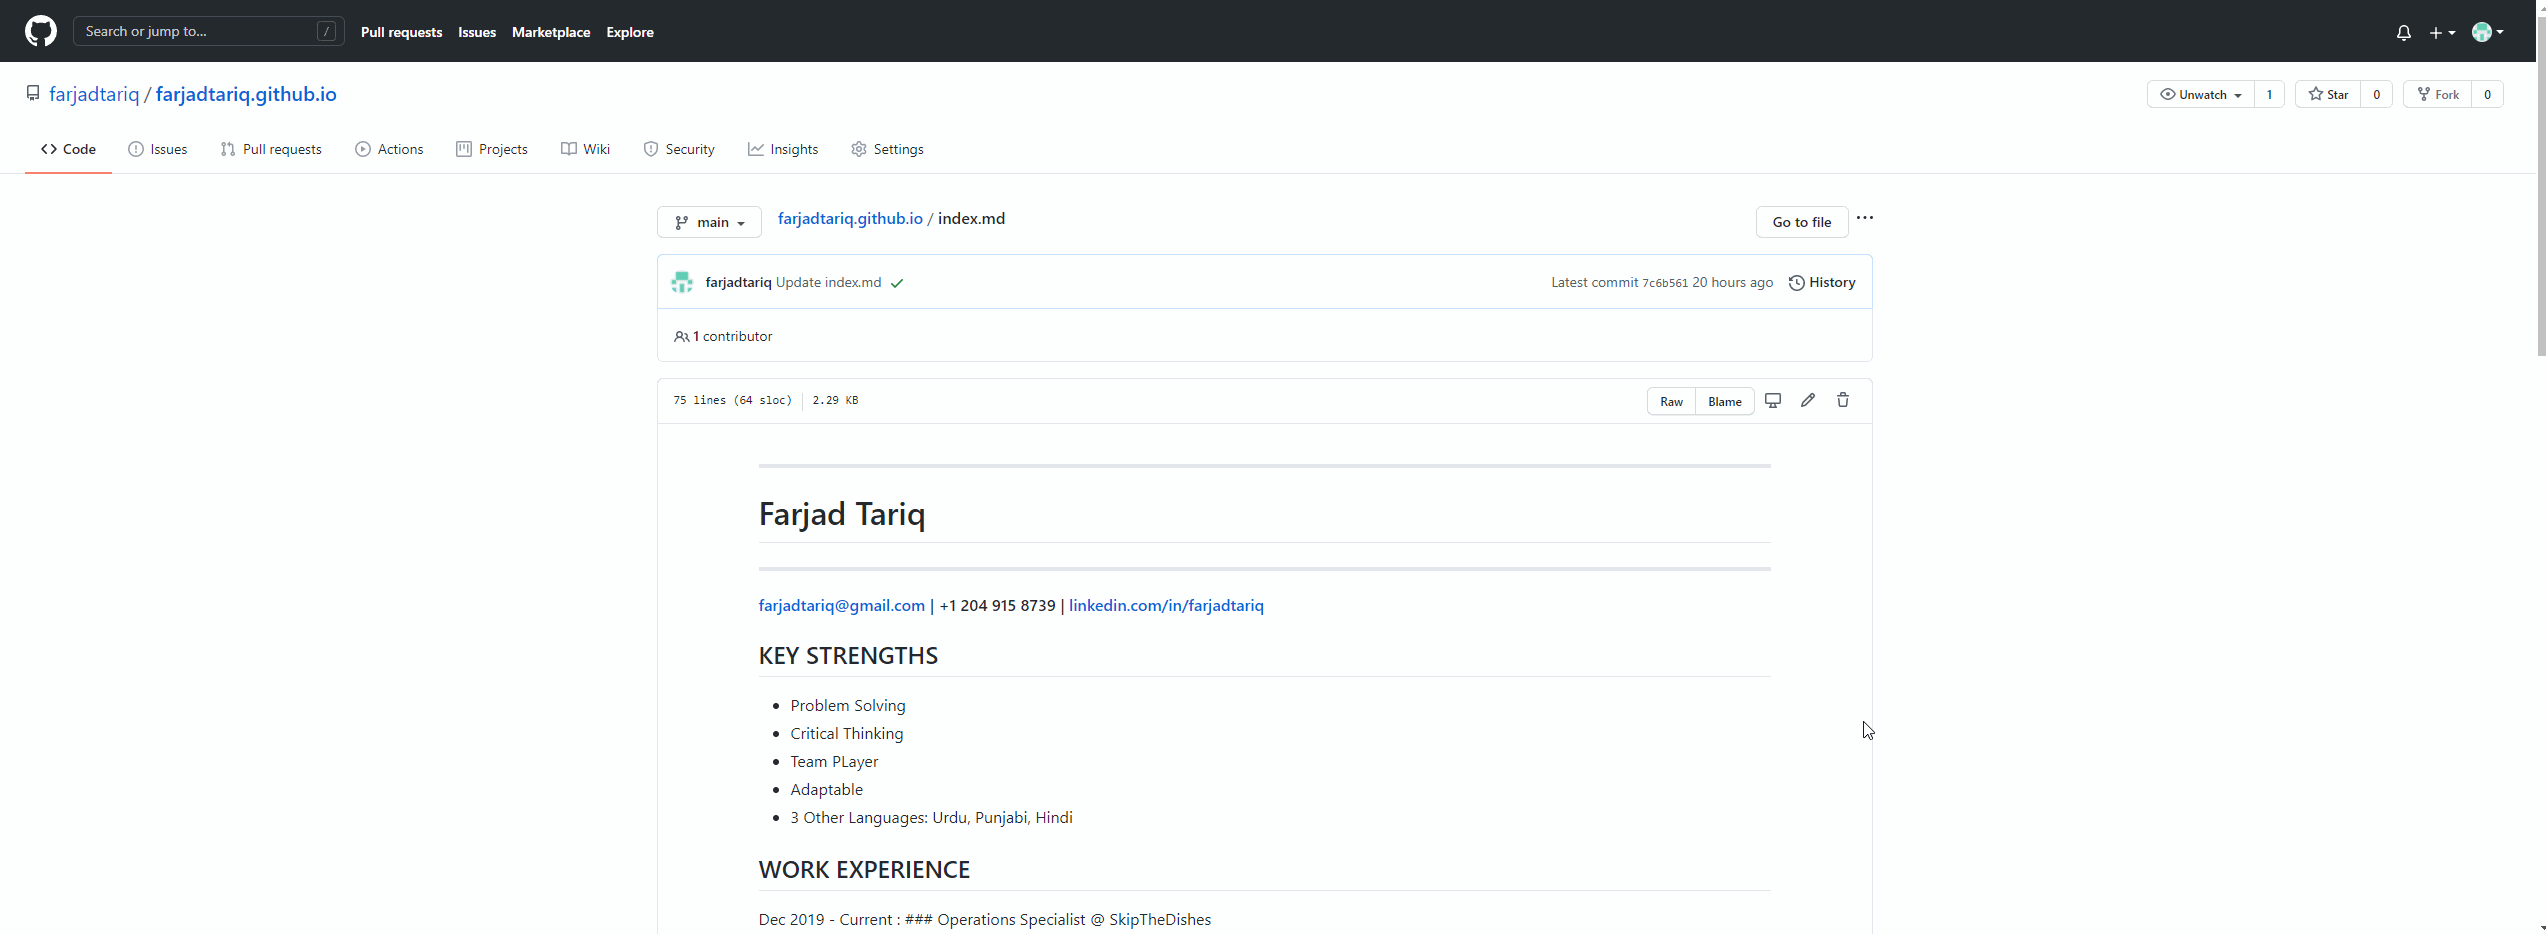 Search or jump to... /
Pull requests Issues Marketplace Explore
farjadtariq / farjadtariq.github.io
Unwatch 1 Star 0 Fork 0
Code Issues Pull requests Actions Projects Wiki Security Insights Settings
main farjadtariq.github.io / index.md Go to file ...
farjadtariq Update index.md Latest commit 7c6b561 20 hours ago History
1 contributor
75 lines (64 sloc) 2.29 KB Raw Blame
Farjad Tariq
farjadtariq@gmail.com | +1 204 915 8739 | linkedin.com/in/farjadtariq
KEY STRENGTHS
• Problem Solving
• Critical Thinking
• Team PLayer
• Adaptable
• 3 Other Languages: Urdu, Punjabi, Hindi
WORK EXPERIENCE
Dec 2019 - Current : ### Operations Specialist @ SkipTheDishes